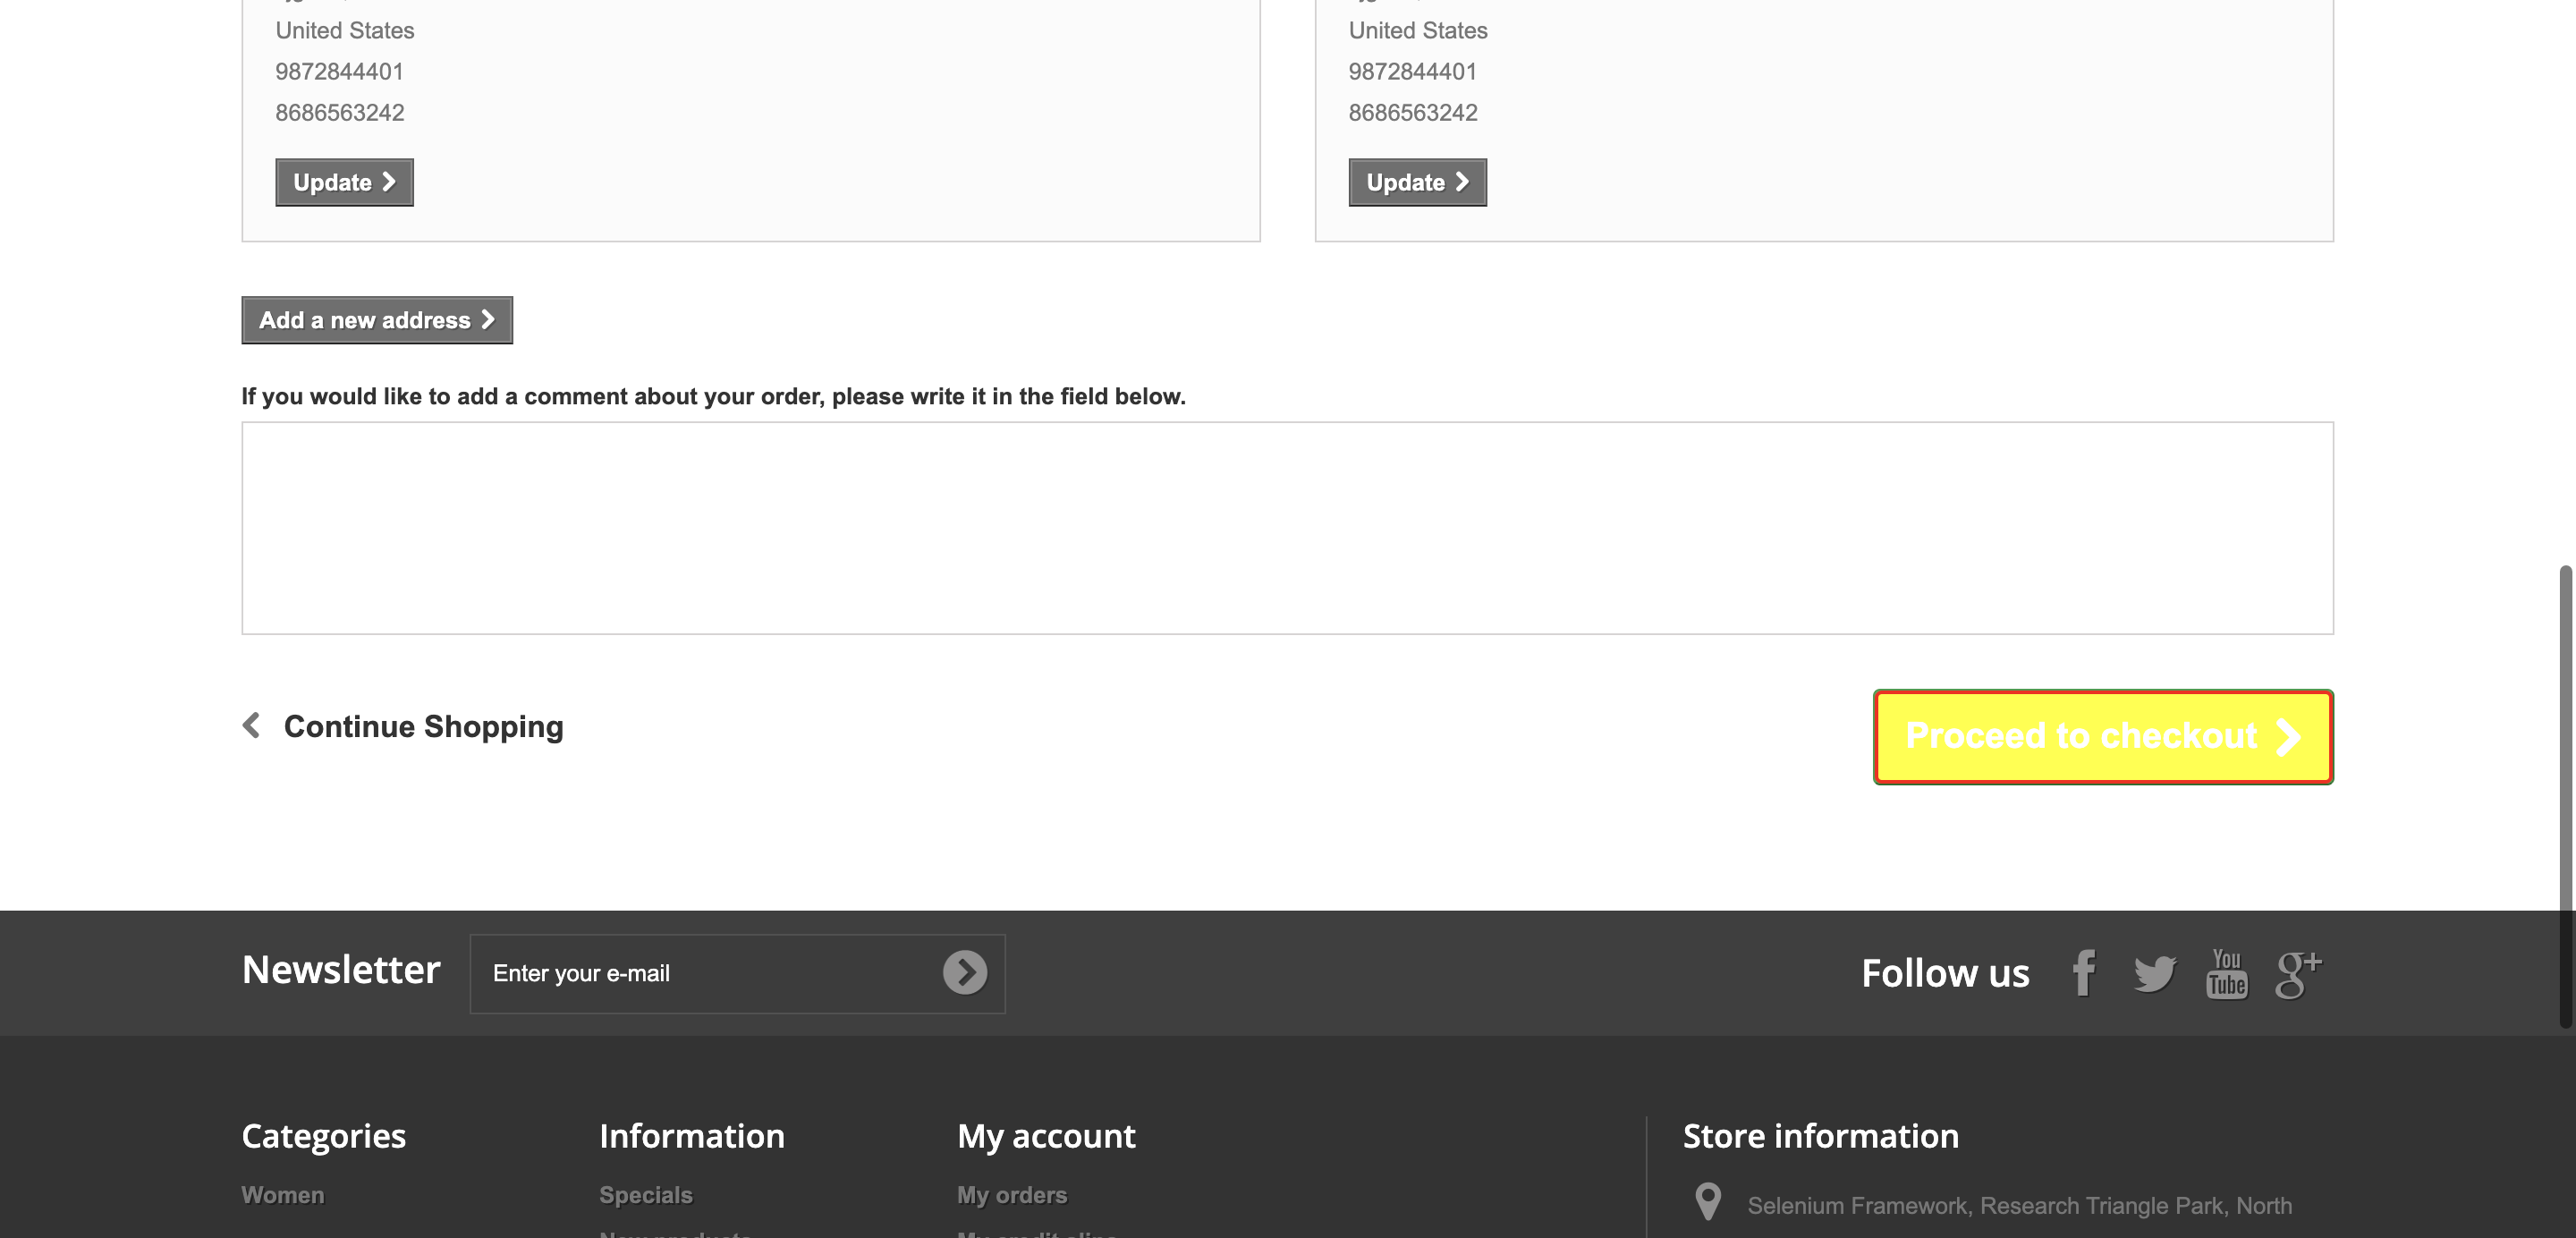 United States
9872844401
8686563242
Update
United States
9872844401
8686563242
Update
Add a new address
If you would like to add a comment about your order, please write it in the field below.
Continue Shopping
Proceed to checkout
Newsletter
Enter your e-mail
Follow us
You
Tube
g+
Categories
Information
My account
Store information
Women
Specials
My orders
Selenium Framework, Research Triangle Park, North